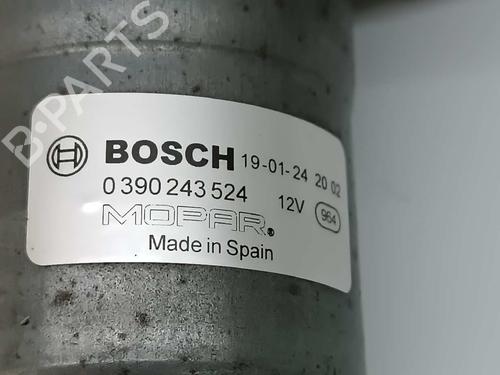 B-PARTS
BOSCH 19-01-24 20 02
0 390 243 524 12V 964
MOPAR®
Made in Spain